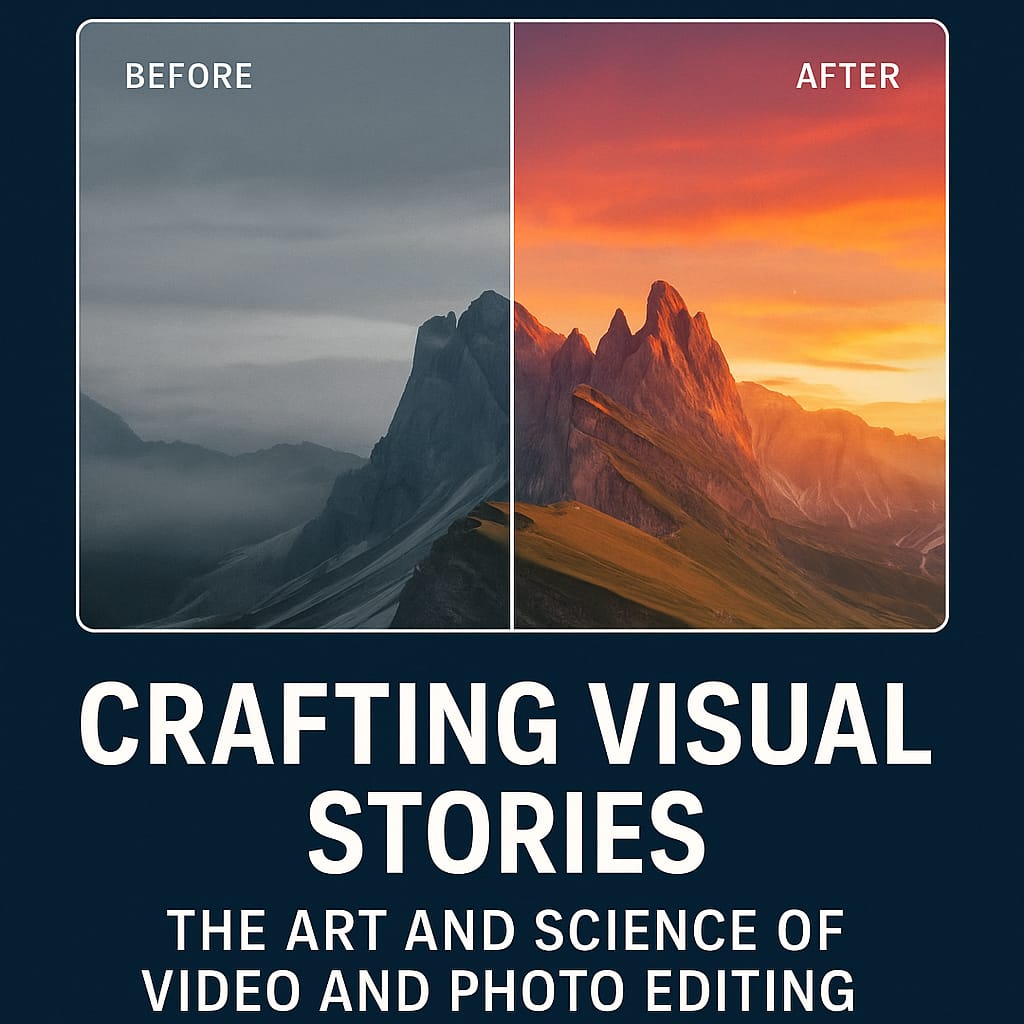 BEFORE
AFTER
CRAFTING VISUAL
STORIES
THE ART AND SCIENCE OF
VIDEO AND PHOTO EDITING